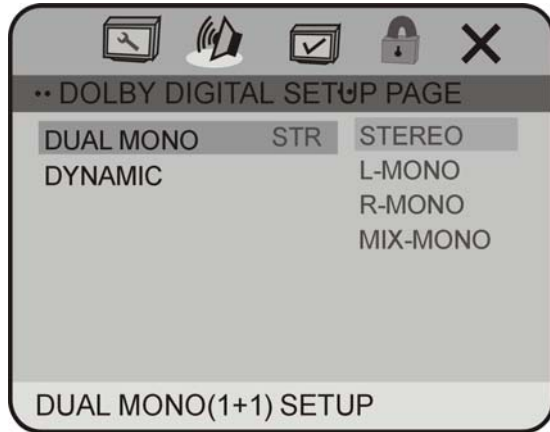 ·· DOLBY DIGITAL SETUP PAGE
DUAL MONO STR STEREO
DYNAMIC L-MONO
R-MONO
MIX-MONO
DUAL MONO(1+1) SETUP